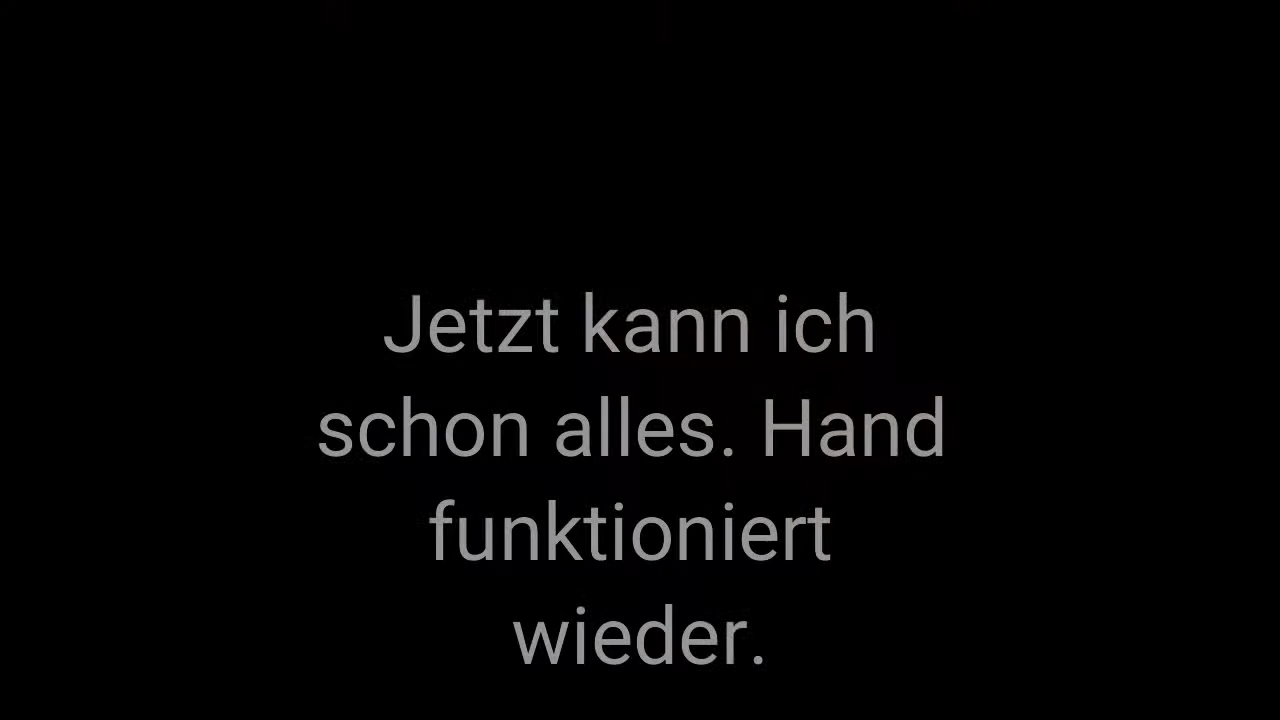 Jetzt kann ich
schon alles. Hand
funktioniert
wieder.